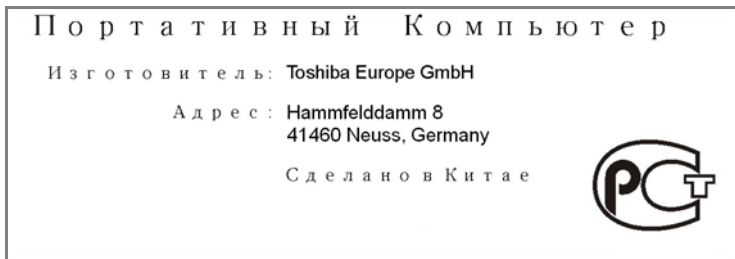 Портативный Компьютер
Изготовитель: Toshiba Europe GmbH
Адрес: Hammfelddamm 8
41460 Neuss, Germany
Сделано в Китае
РСТ